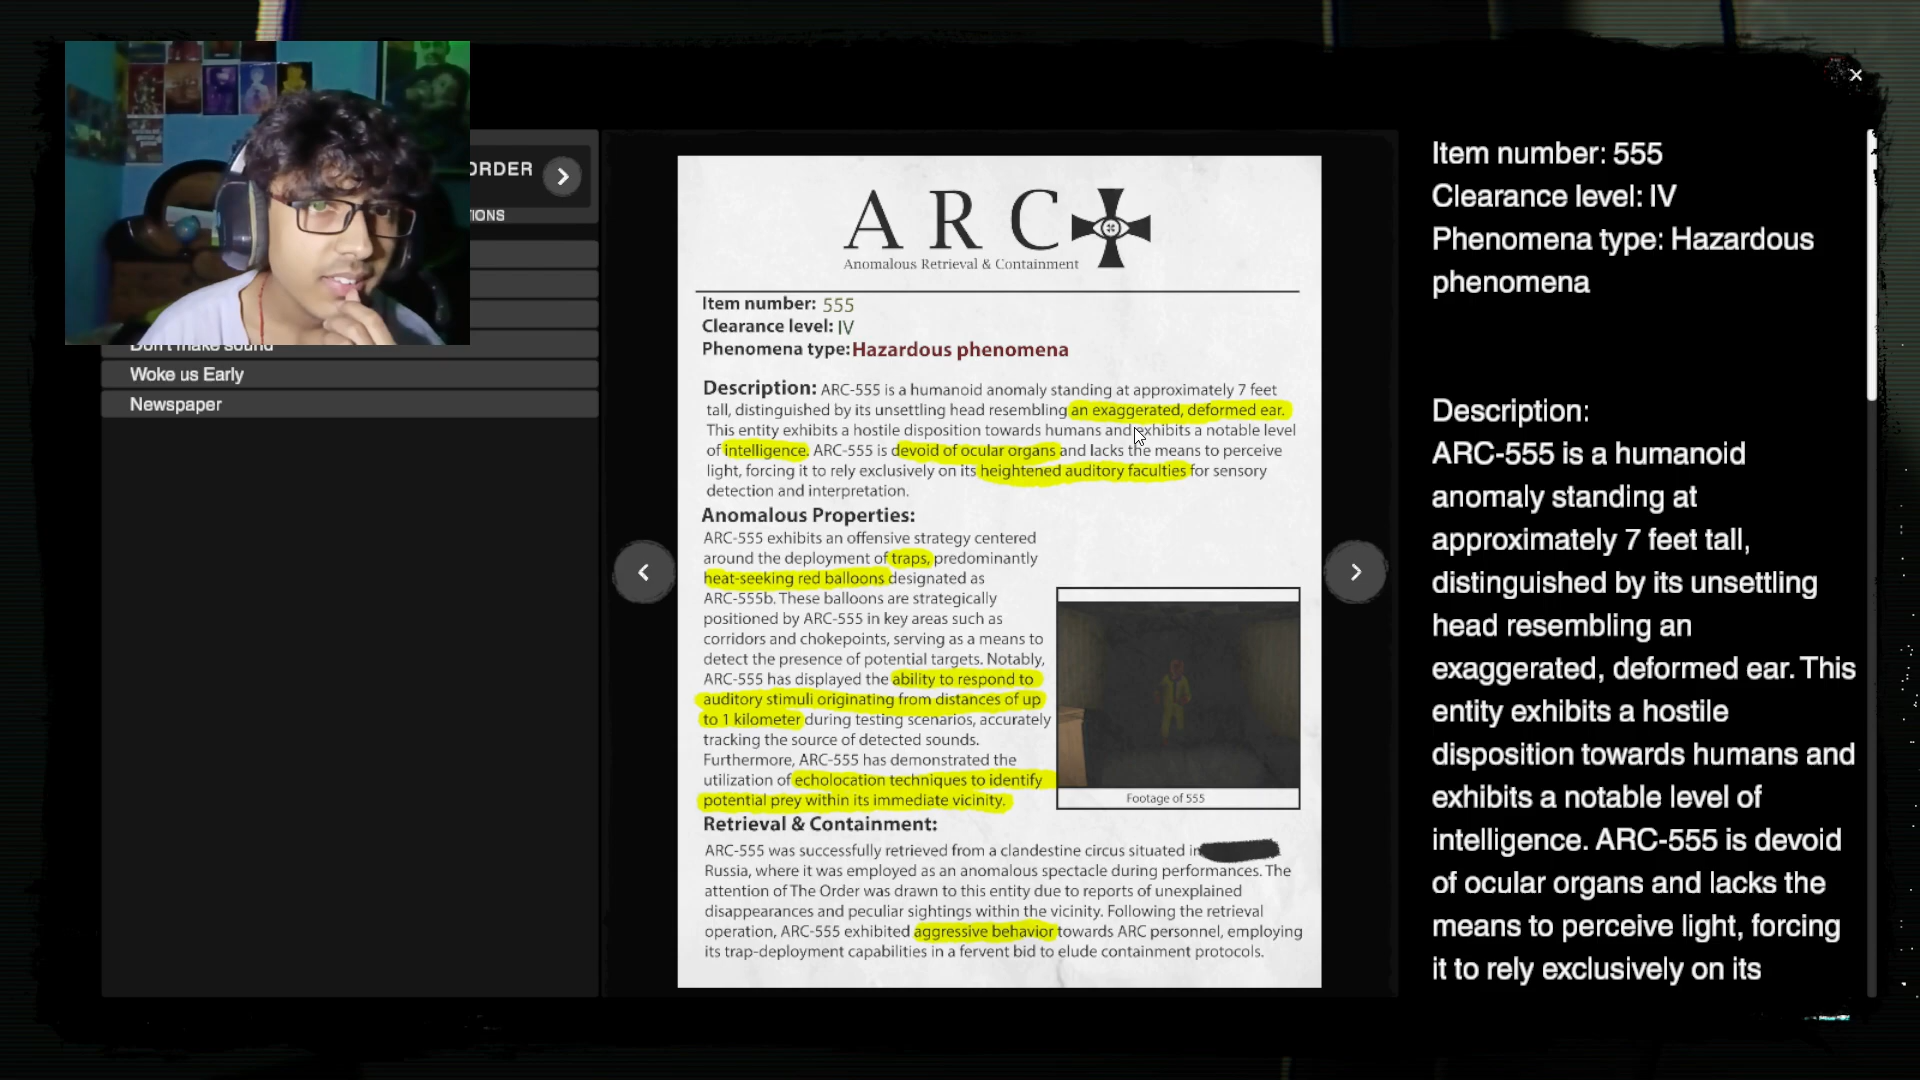 ORDER
IONS
Don't make sound
Woke us Early
Newspaper
ARC
Anomalous Retrieval & Containment
Item number: 555
Clearance level: IV
Phenomena type: Hazardous phenomena
Description: ARC-555 is a humanoid anomaly standing at approximately 7 feet
tall, distinguished by its unsettling head resembling an exaggerated, deformed ear.
This entity exhibits a hostile disposition towards humans and exhibits a notable level
of intelligence. ARC-555 is devoid of ocular organs and lacks the means to perceive
light, forcing it to rely exclusively on its heightened auditory faculties for sensory
detection and interpretation.
Anomalous Properties:
ARC-555 exhibits an offensive strategy centered
around the deployment of traps, predominantly
heat-seeking red balloons designated as
ARC-555b. These balloons are strategically
positioned by ARC-555 in key areas such as
corridors and chokepoints, serving as a means to
detect the presence of potential targets. Notably,
ARC-555 has displayed the ability to respond to
auditory stimuli originating from distances of up
to 1 kilometer during testing scenarios, accurately
tracking the source of detected sounds.
Furthermore, ARC-555 has demonstrated the
utilization of echolocation techniques to identify
potential prey within its immediate vicinity.
Footage of 555
Retrieval & Containment:
ARC-555 was successfully retrieved from a clandestine circus situated in
Russia, where it was employed as an anomalous spectacle during performances. The
attention of The Order was drawn to this entity due to reports of unexplained
disappearances and peculiar sightings within the vicinity. Following the retrieval
operation, ARC-555 exhibited aggressive behavior towards ARC personnel, employing
its trap-deployment capabilities in a fervent bid to elude containment protocols.
Item number: 555
Clearance level: IV
Phenomena type: Hazardous
phenomena
Description:
ARC-555 is a humanoid
anomaly standing at
approximately 7 feet tall,
distinguished by its unsettling
head resembling an
exaggerated, deformed ear. This
entity exhibits a hostile
disposition towards humans and
exhibits a notable level of
intelligence. ARC-555 is devoid
of ocular organs and lacks the
means to perceive light, forcing
it to rely exclusively on its